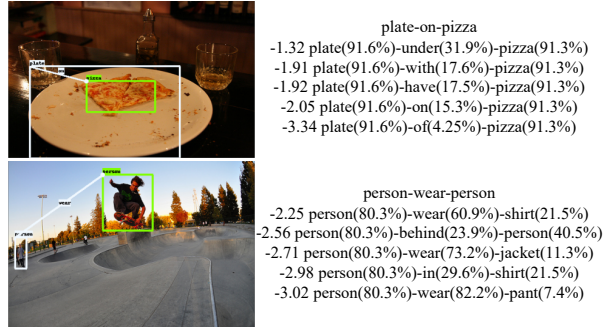 plate-on-pizza
-1.32 plate(91.6%)-under(31.9%)-pizza(91.3%)
-1.91 plate(91.6%)-with(17.6%)-pizza(91.3%)
-1.92 plate(91.6%)-have(17.5%)-pizza(91.3%)
-2.05 plate(91.6%)-on(15.3%)-pizza(91.3%)
-3.34 plate(91.6%)-of(4.25%)-pizza(91.3%)
plate
on
pizza
person-wear-person
-2.25 person(80.3%)-wear(60.9%)-shirt(21.5%)
-2.56 person(80.3%)-behind(23.9%)-person(40.5%)
-2.71 person(80.3%)-wear(73.2%)-jacket(11.3%)
-2.98 person(80.3%)-in(29.6%)-shirt(21.5%)
-3.02 person(80.3%)-wear(82.2%)-pant(7.4%)
person
wear
person